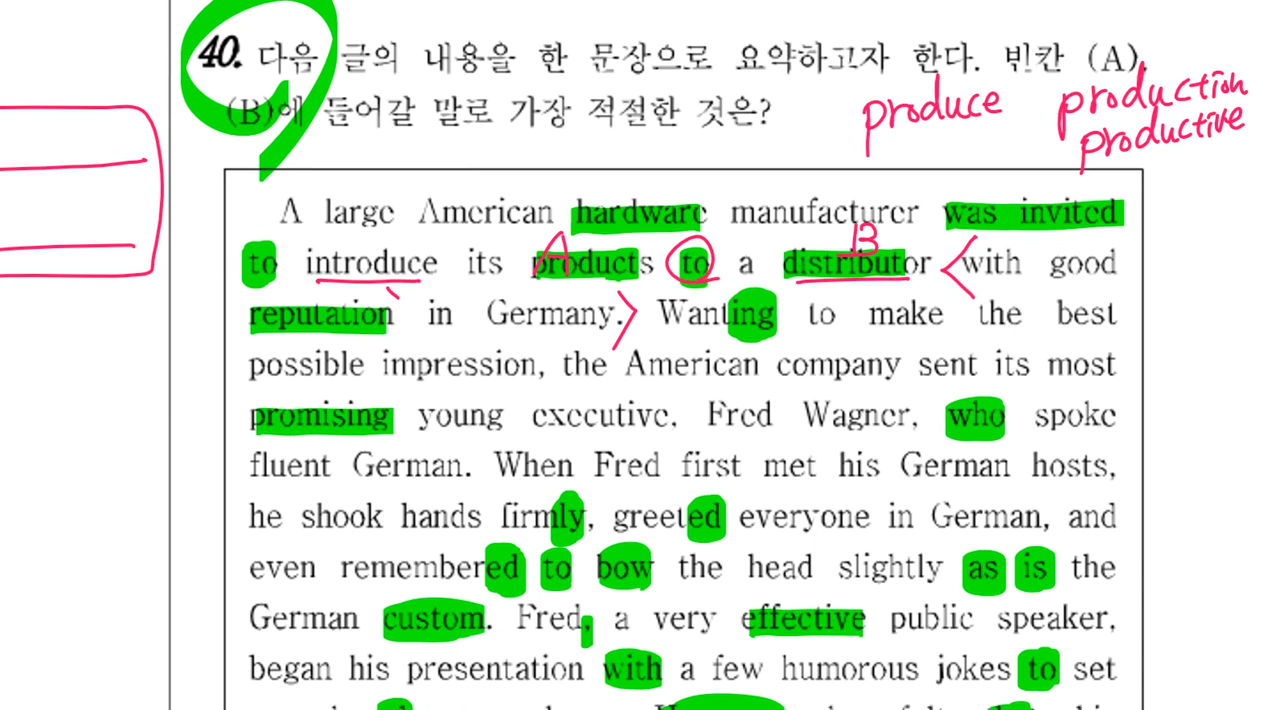 40. 다음 글의 내용을 한 문장으로 요약하고자 한다. 빈칸 (A),
(B)에 들어갈 말로 가장 적절한 것은?
produce
production
productive
A large American hardware manufacturer was invited
A
B
to introduce its products to a distributor with good
reputation in Germany. Wanting to make the best
possible impression, the American company sent its most
promising young executive, Fred Wagner, who spoke
fluent German. When Fred first met his German hosts,
he shook hands firmly, greeted everyone in German, and
even remembered to bow the head slightly as is the
German custom. Fred, a very effective public speaker,
began his presentation with a few humorous jokes to set